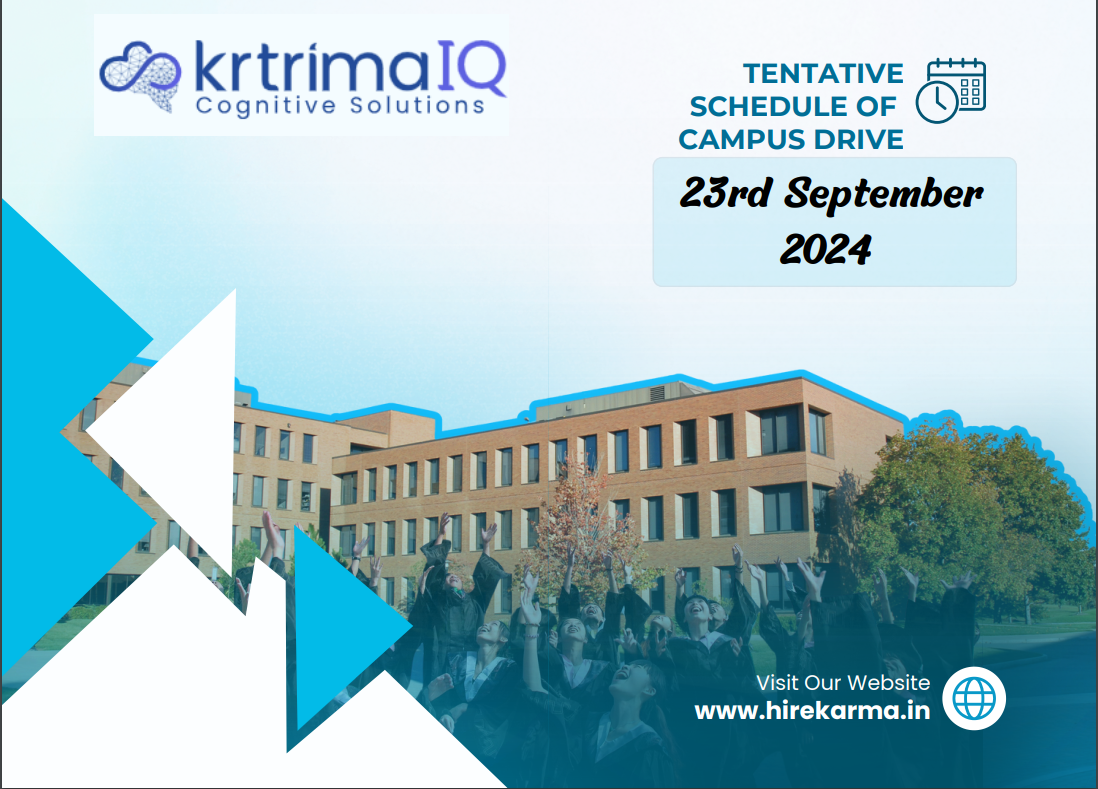 krtrimaIQ
Cognitive Solutions
TENTATIVE
SCHEDULE OF
CAMPUS DRIVE
23rd September
2024
Visit Our Website
www.hirekarma.in